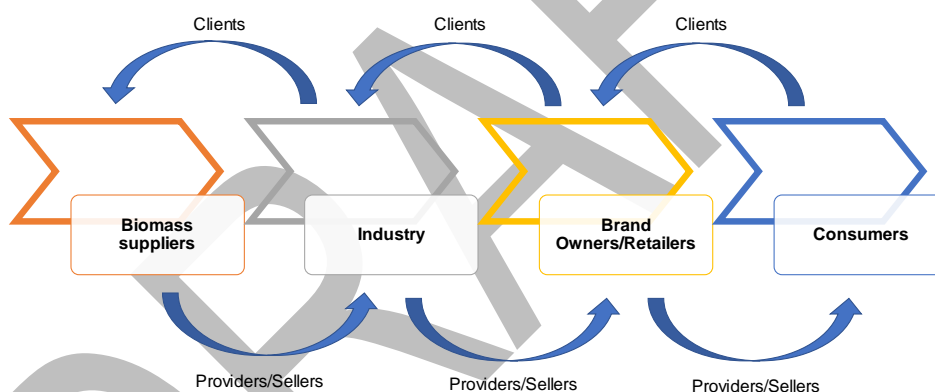 Clients
Clients
Clients
Biomass
suppliers
Industry
Brand
Owners/Retailers
Consumers
Providers/Sellers
Providers/Sellers
Providers/Sellers